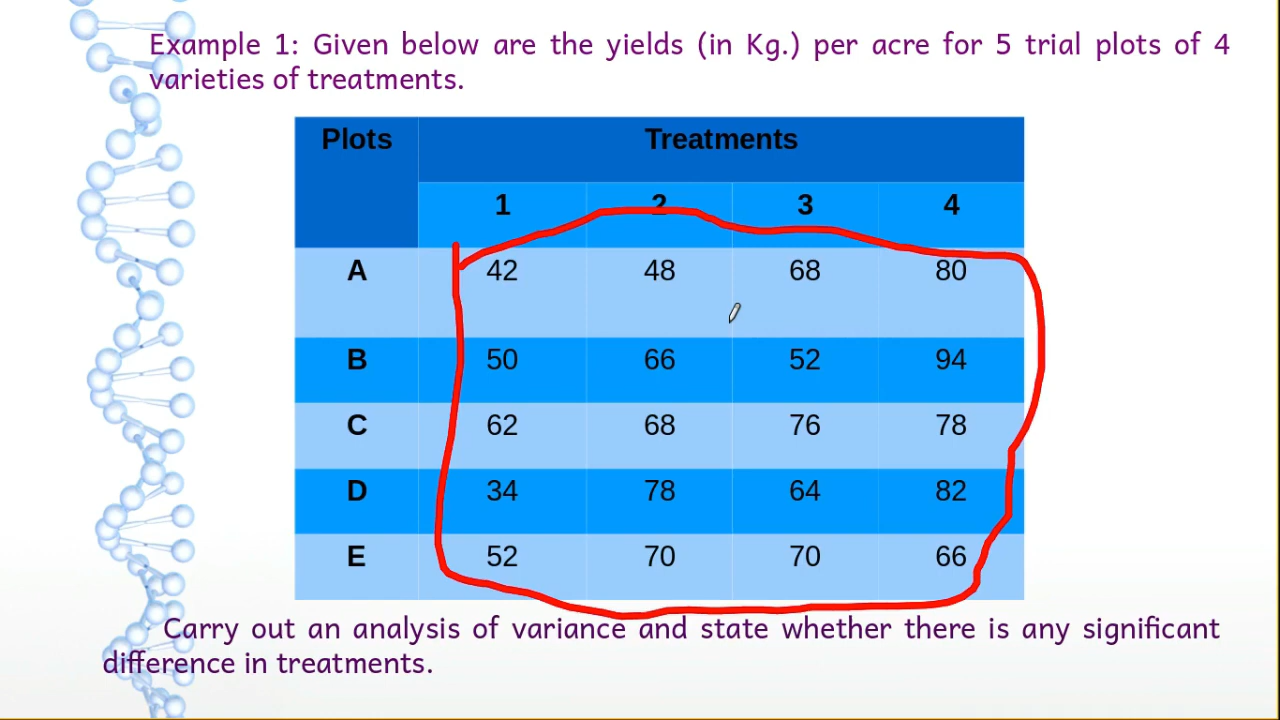 Example 1: Given below are the yields (in Kg.) per acre for 5 trial plots of 4
varieties of treatments.
Plots Treatments
1 2 3 4
A 42 48 68 80
B 50 66 52 94
C 62 68 76 78
D 34 78 64 82
E 52 70 70 66
Carry out an analysis of variance and state whether there is any significant
difference in treatments.